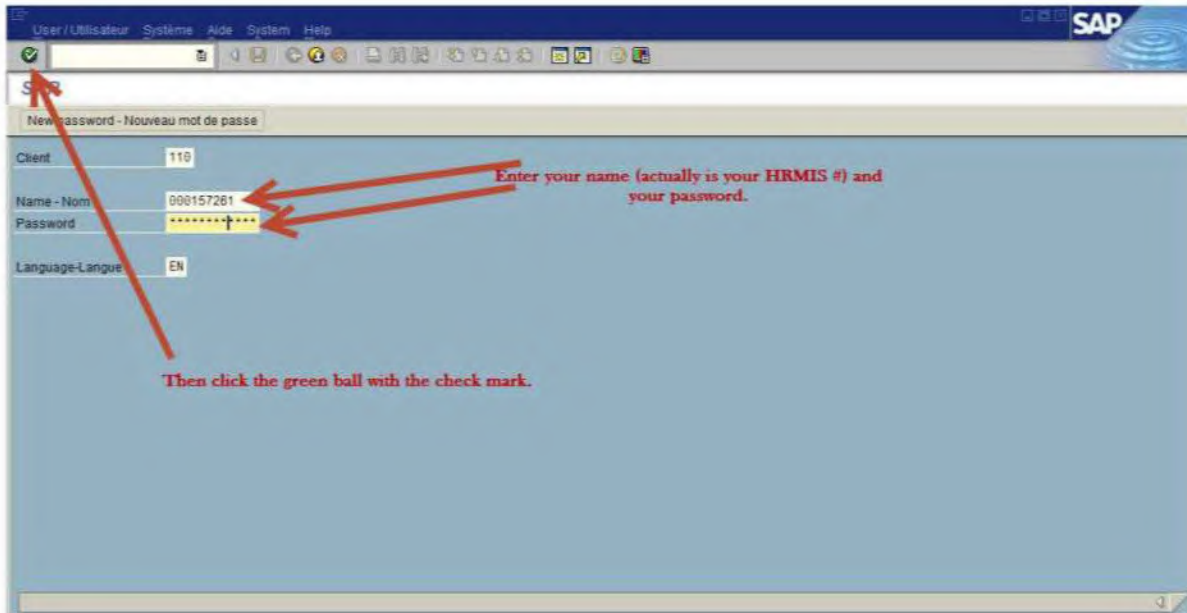 User / Utilisateur Système Aide System Help
SAP
New password - Nouveau mot de passe
Client 110
Enter your name (actually is your HRMIS #) and
your password.
Name - Nom 000157261
Password ************
Language-Langue EN
Then click the green ball with the check mark.